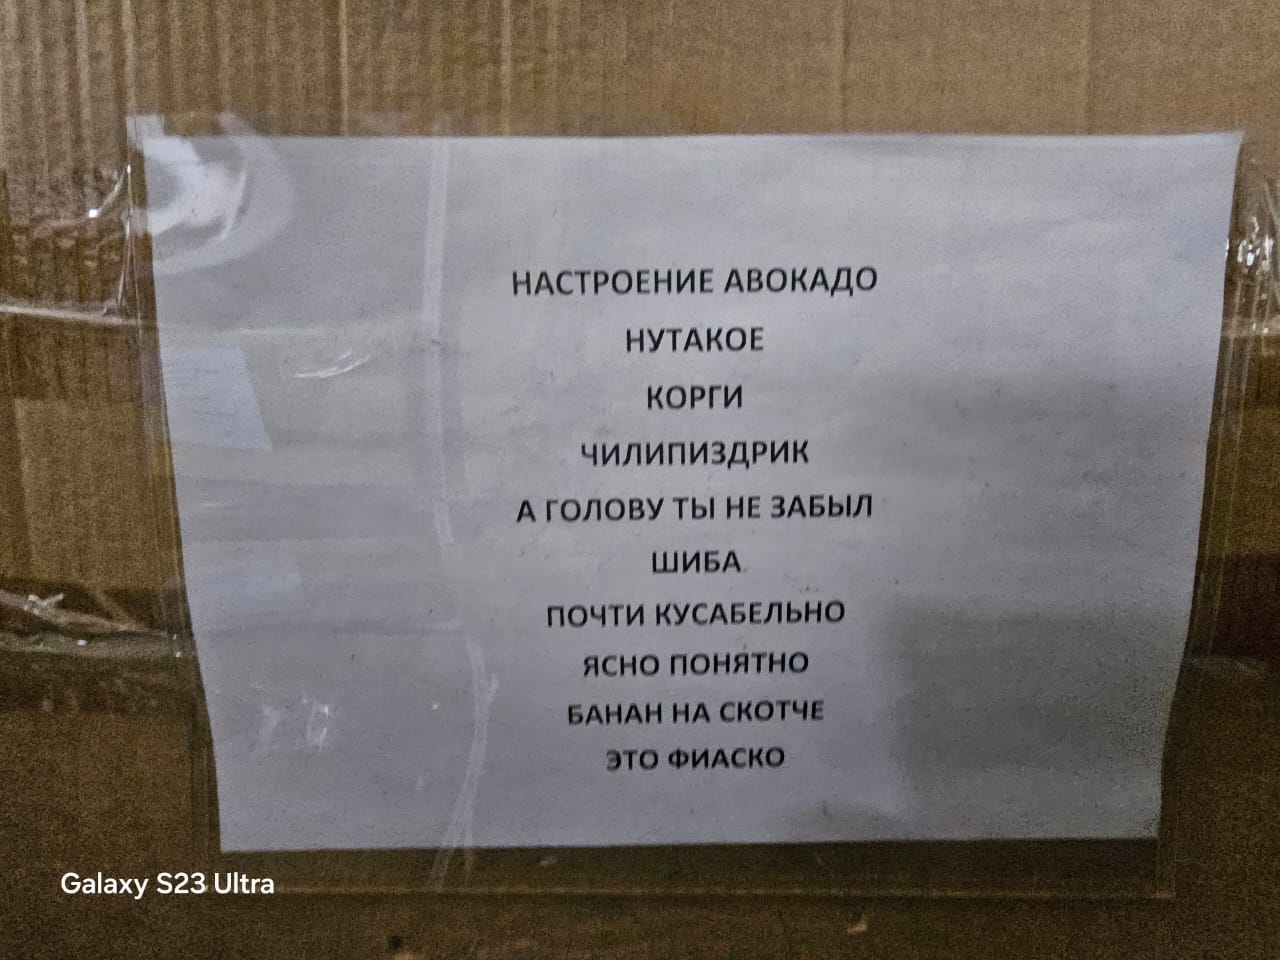 НАСТРОЕНИЕ АВОКАДО
НУТАКОЕ
КОРГИ
ЧИЛИПИЗДРИК
А ГОЛОВУ ТЫ НЕ ЗАБЫЛ
ШИБА
ПОЧТИ КУСАБЕЛЬНО
ЯСНО ПОНЯТНО
БАНАН НА СКОТЧЕ
ЭТО ФИАСКО
Galaxy S23 Ultra